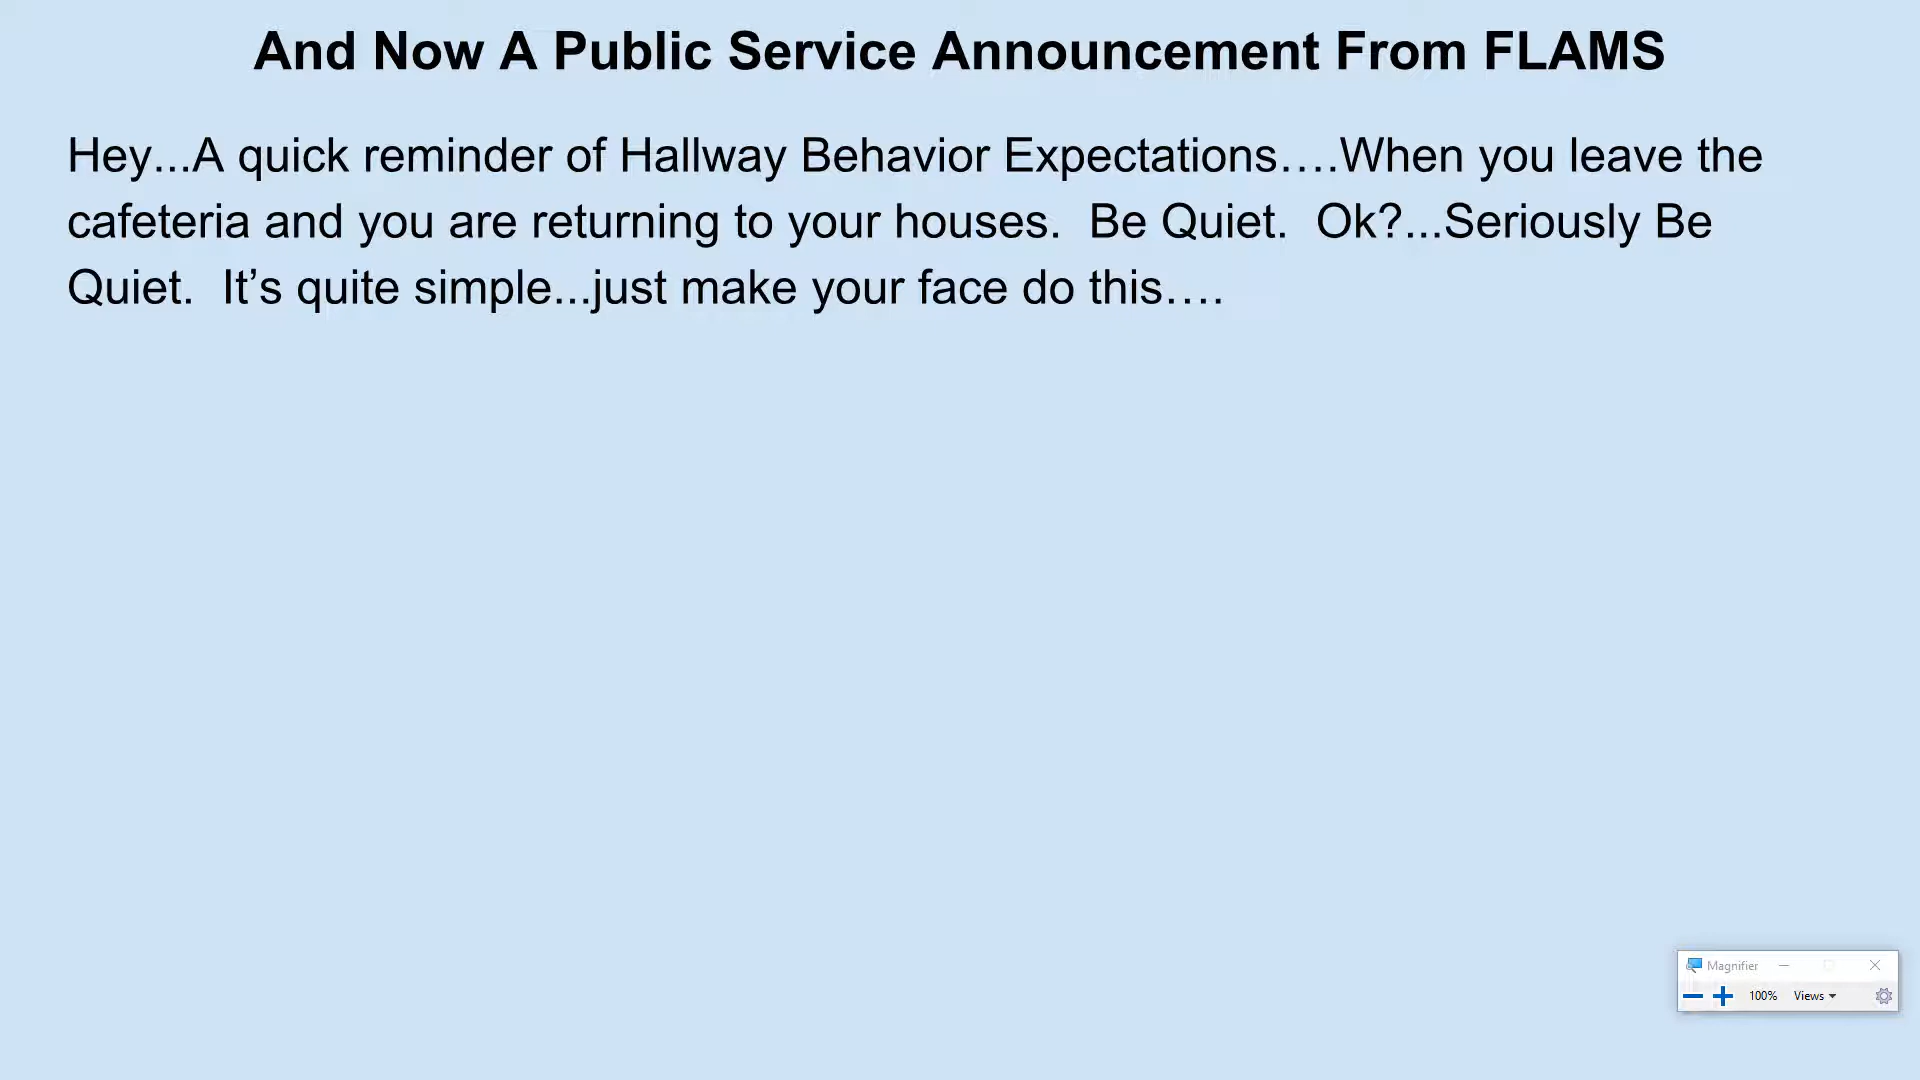 And Now A Public Service Announcement From FLAMS
Hey...A quick reminder of Hallway Behavior Expectations….When you leave the
cafeteria and you are returning to your houses.  Be Quiet.  Ok?...Seriously Be
Quiet.  It’s quite simple...just make your face do this….
Magnifier
100% Views